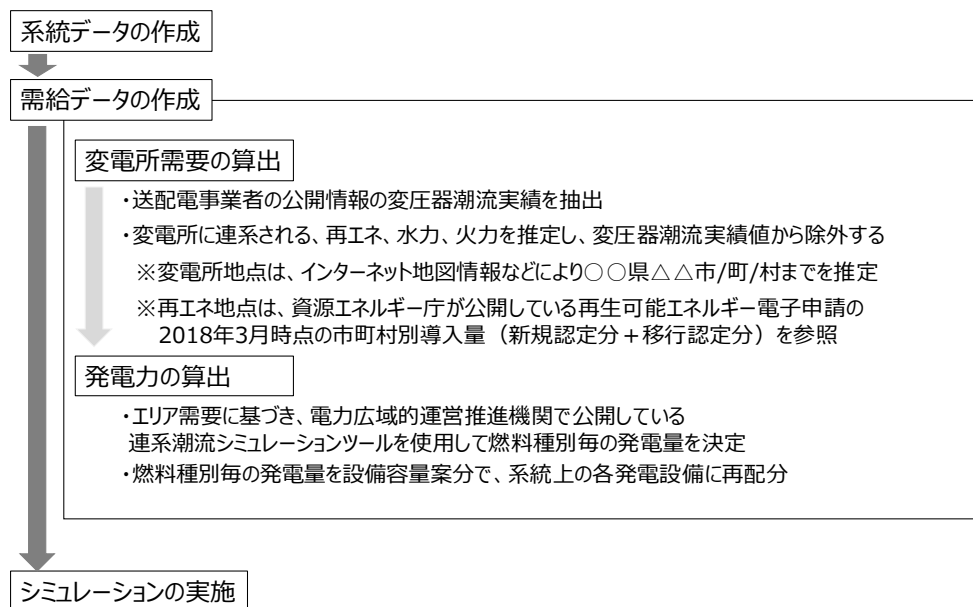 系統データの作成
需給データの作成
変電所需要の算出
・送配電事業者の公開情報の変圧器潮流実績を抽出
・変電所に連系される、再エネ、水力、火力を推定し、変圧器潮流実績値から除外する
※変電所地点は、インターネット地図情報などにより○○県△△市/町/村までを推定
※再エネ地点は、資源エネルギー庁が公開している再生可能エネルギー電子申請の
2018年3月時点の市町村別導入量（新規認定分＋移行認定分）を参照
発電力の算出
・エリア需要に基づき、電力広域的運営推進機関で公開している
連系潮流シミュレーションツールを使用して燃料種別毎の発電量を決定
・燃料種別毎の発電量を設備容量案分で、系統上の各発電設備に再配分
シミュレーションの実施